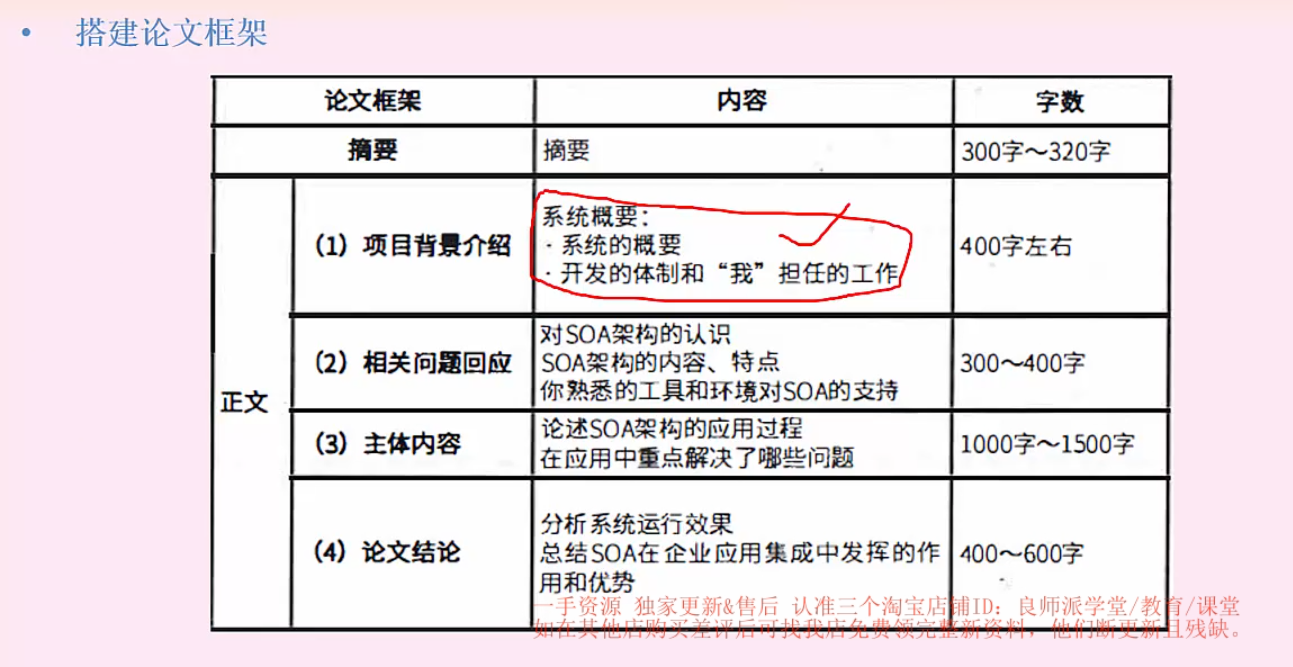 • 搭建论文框架
论文框架 内容 字数
摘要 摘要 300字～320字
正文
（1）项目背景介绍
系统概要：
· 系统的概要
· 开发的体制和“我”担任的工作
400字左右
（2）相关问题回应
对SOA架构的认识
SOA架构的内容、特点
你熟悉的工具和环境对SOA的支持
300～400字
（3）主体内容
论述SOA架构的应用过程
在应用中重点解决了哪些问题
1000字～1500字
（4）论文结论
分析系统运行效果
总结SOA在企业应用集成中发挥的作
用和优势
400～600字
一手资源 独家更新&售后 认准三个淘宝店铺ID：良师派学堂/教育/课堂
如在其他店购买差评后可找我店免费领完整新资料，他们断更新且残缺。